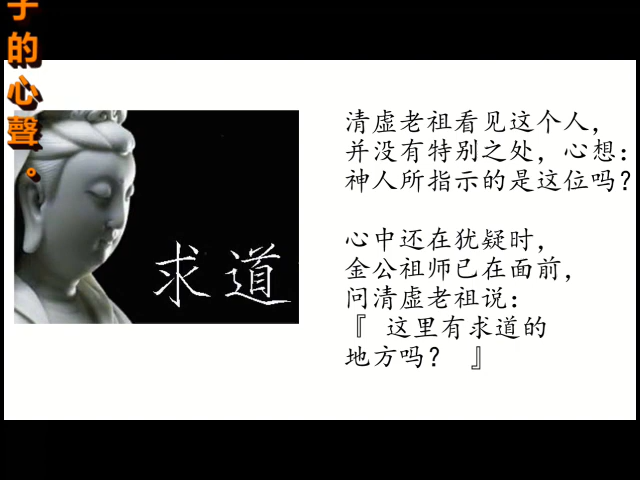 子的心聲。
求道
清虚老祖看见这个人，
并没有特别之处，心想：
神人所指示的是这位吗？
心中还在犹疑时，
金公祖师已在面前，
问清虚老祖说：
『 这里有求道的
地方吗？ 』